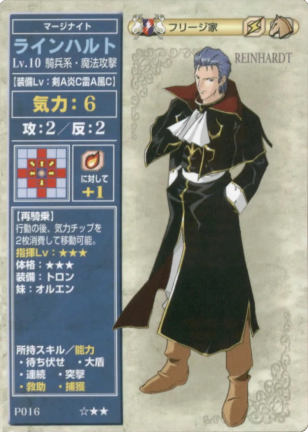 マージナイト
フリージ家
ラインハルト
REINHARDT
Lv.10 騎兵系・魔法攻撃
【装備Lv：剣A炎C雷A風C】
気力：6
攻：2／反：2
に対して
+1
【再騎乗】
行動の後、気力チップを
2枚消費して移動可能。
指揮Lv：★★★
体格：★★★
装備：トロン
妹：オルエン
所持スキル／能力
・待ち伏せ ・大盾
・連続 ・突撃
・救助 ・捕獲
P016 ☆★★